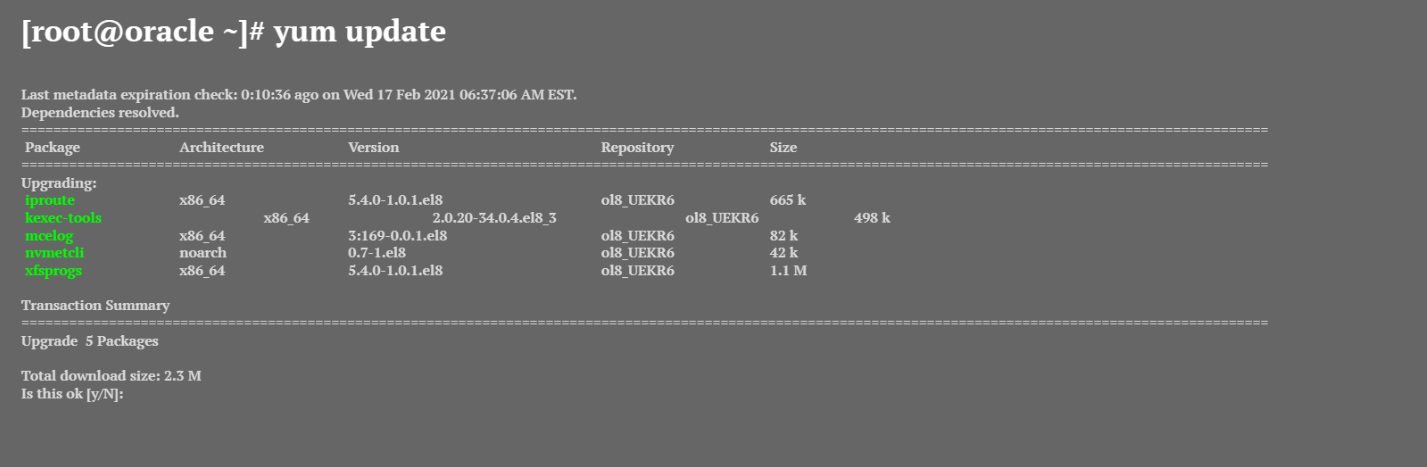 [root@oracle ~]# yum update
Last metadata expiration check: 0:10:36 ago on Wed 17 Feb 2021 06:37:06 AM EST.
Dependencies resolved.
================================================================================
Package Architecture Version Repository Size
================================================================================
Upgrading:
iproute x86_64 5.4.0-1.0.1.el8 ol8_UEKR6 665 k
kexec-tools x86_64 2.0.20-34.0.4.el8_3 ol8_UEKR6 498 k
mcelog x86_64 3:169-0.0.1.el8 ol8_UEKR6 82 k
nvmetcli noarch 0.7-1.el8 ol8_UEKR6 42 k
xfsprogs x86_64 5.4.0-1.0.1.el8 ol8_UEKR6 1.1 M
Transaction Summary
================================================================================
Upgrade 5 Packages
Total download size: 2.3 M
Is this ok [y/N]: